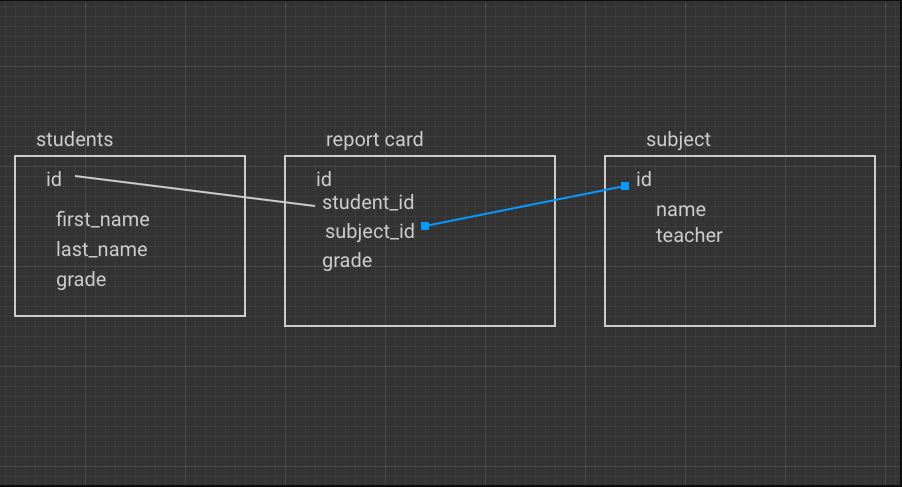 students
id
first_name
last_name
grade
report card
id
student_id
subject_id
grade
subject
id
name
teacher